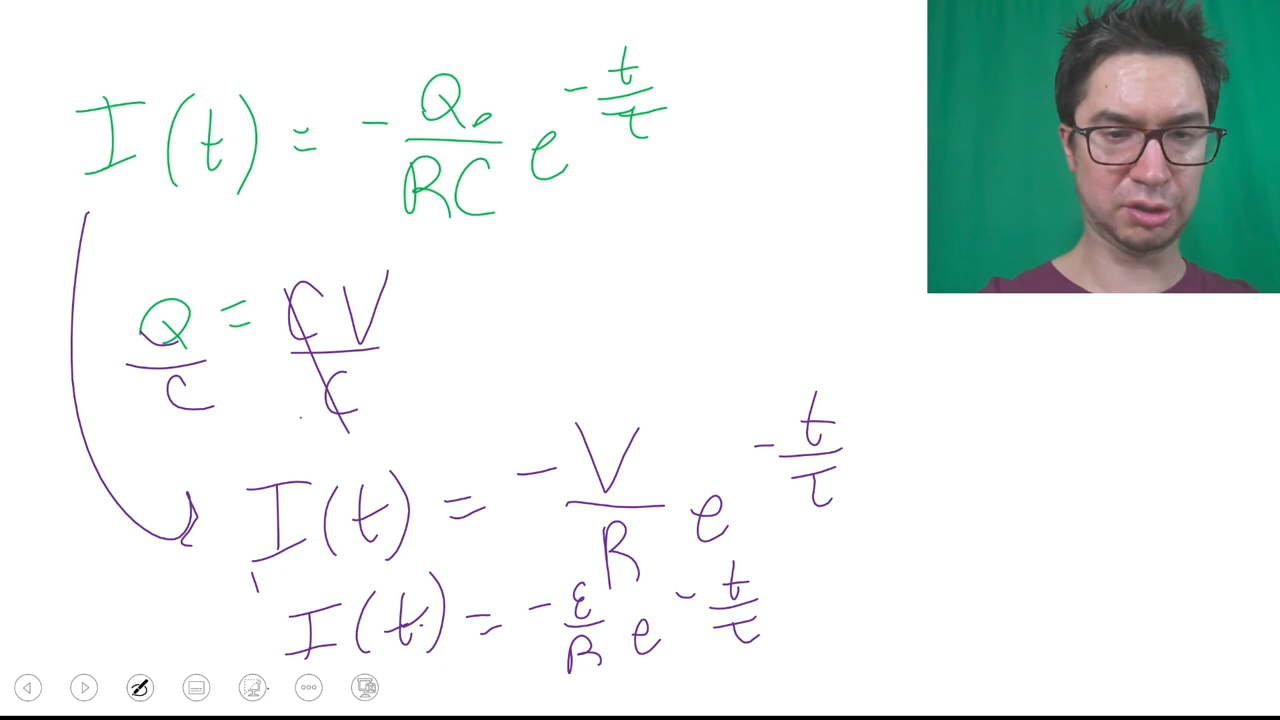 I(t) = - Q₀/RC e^(-t/τ)
Q/C = CV/C
I(t) = - V/R e^(-t/τ)
I(t) = - ε/R e^(-t/τ)